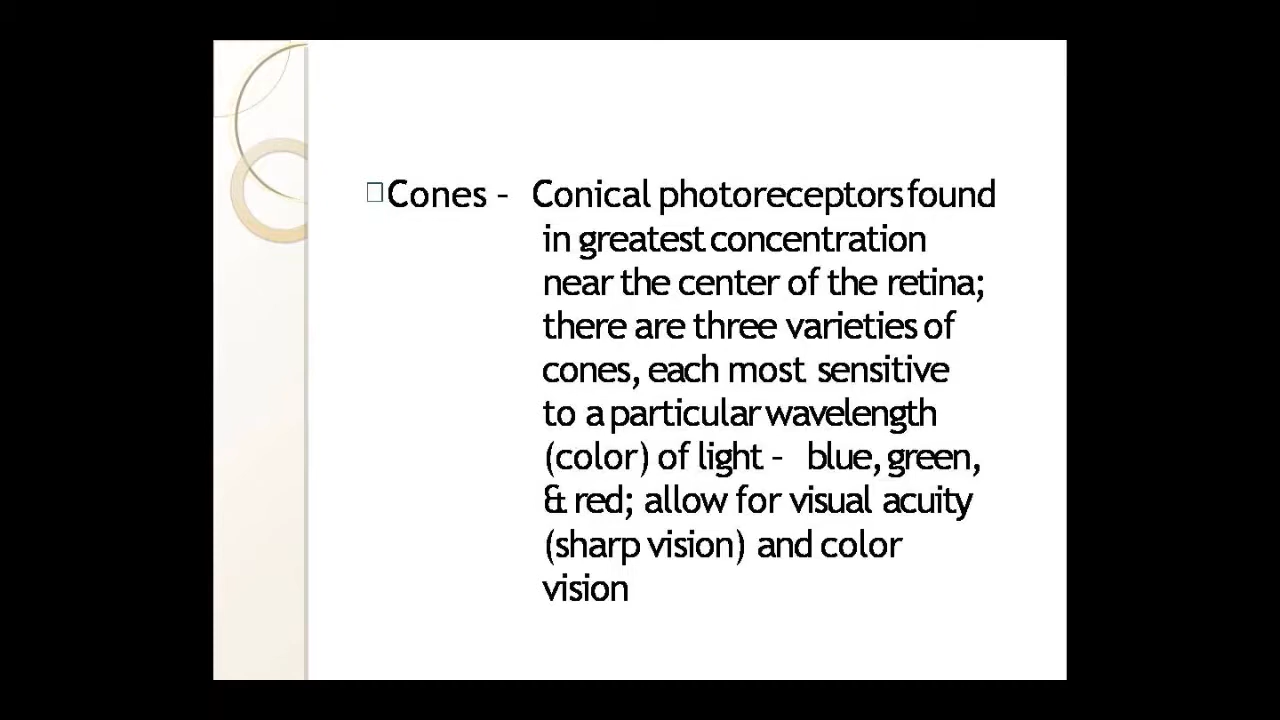 Cones - Conical photoreceptors found
in greatest concentration
near the center of the retina;
there are three varieties of
cones, each most sensitive
to a particular wavelength
(color) of light - blue, green,
& red; allow for visual acuity
(sharp vision) and color
vision